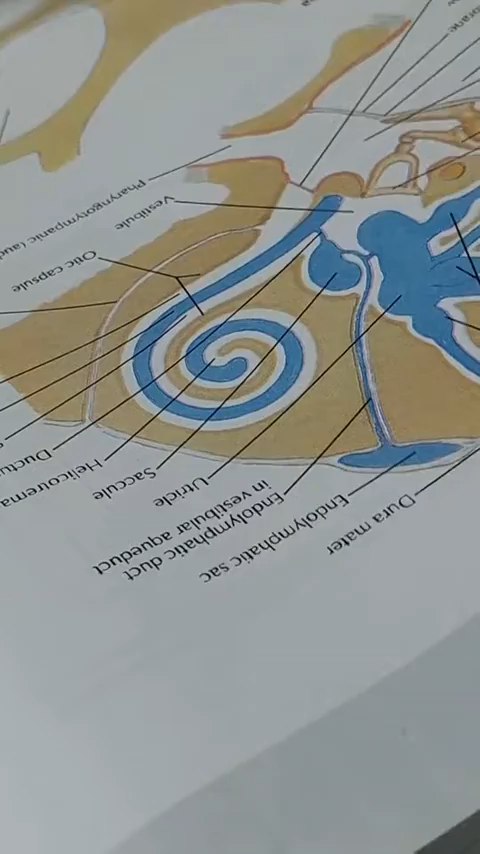 Dura mater
Endolymphatic sac
Endolymphatic duct
in vestibular aqueduct
Utricle
Saccule
Helicotrema
Otic capsule
Vestibule
Pharyngotympanic